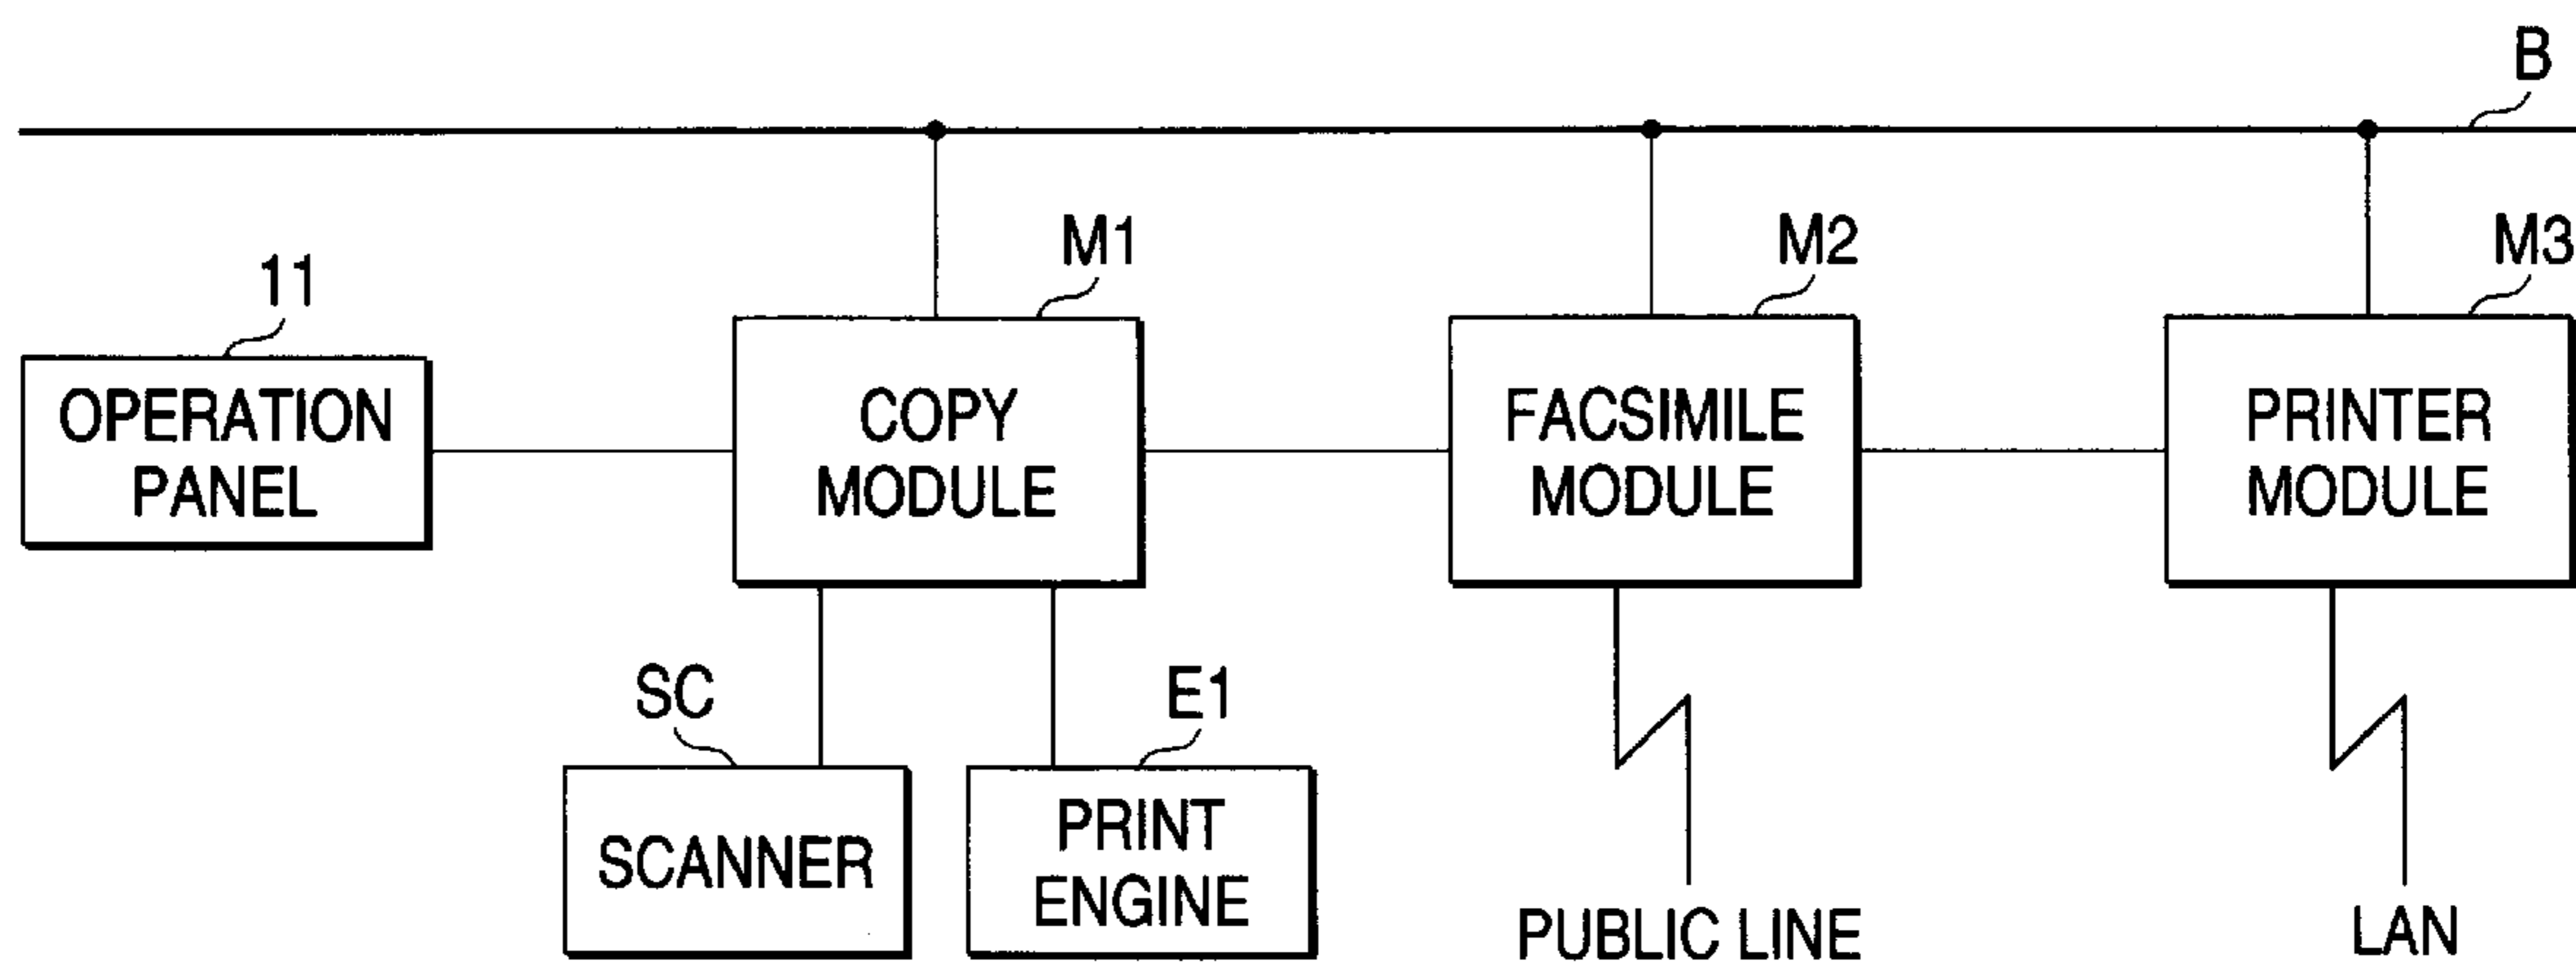 B
M1
M2
M3
11
OPERATION
PANEL
COPY
MODULE
FACSIMILE
MODULE
PRINTER
MODULE
SC
E1
SCANNER
PRINT
ENGINE
PUBLIC LINE
LAN